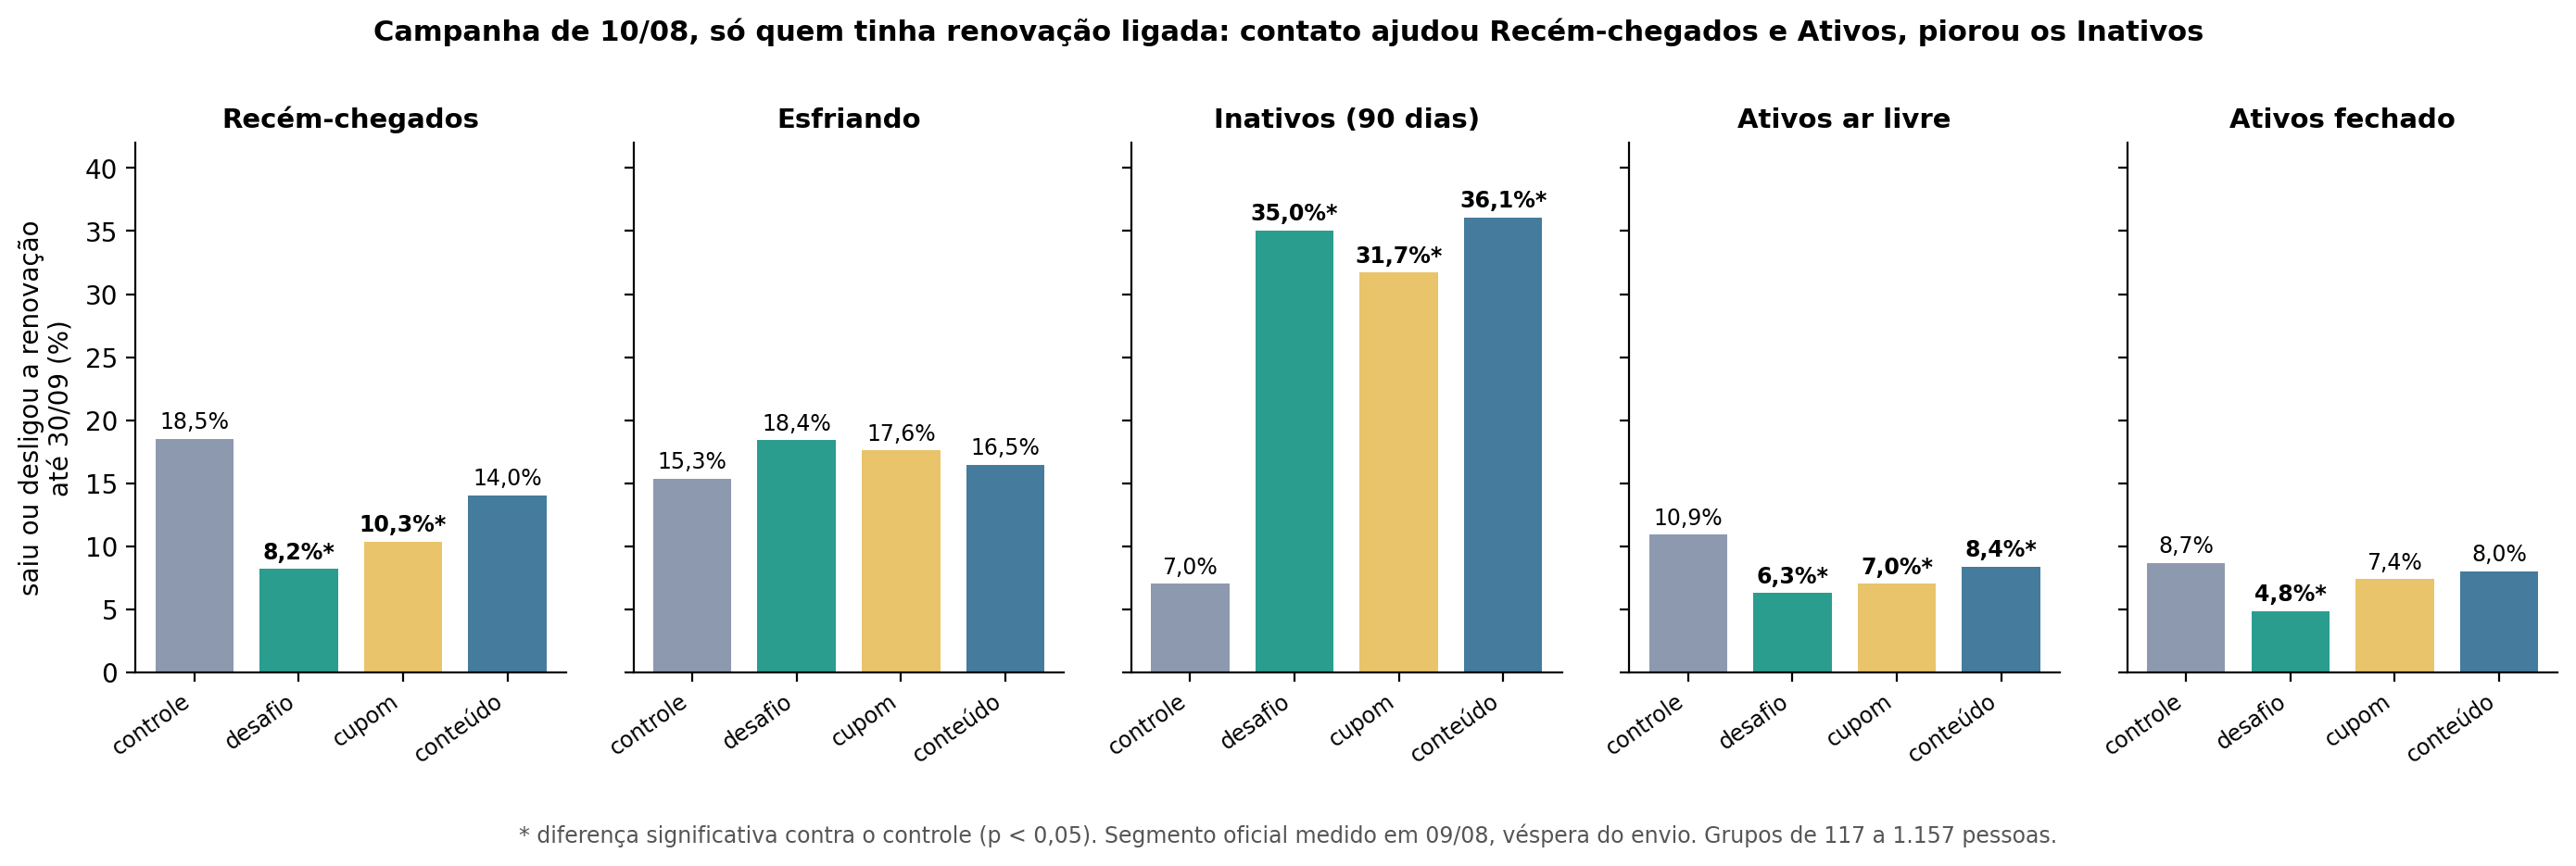 Campanha de 10/08, só quem tinha renovação ligada: contato ajudou Recém-chegados e Ativos, piorou os Inativos
saiu ou desligou a renovação
até 30/09 (%)
Recém-chegados
40
35
30
25
20
15
10
5
0
18,5%
8,2%*
10,3%*
14,0%
controle
desafio
cupom
conteúdo
Esfriando
15,3%
18,4%
17,6%
16,5%
controle
desafio
cupom
conteúdo
Inativos (90 dias)
7,0%
35,0%*
31,7%*
36,1%*
controle
desafio
cupom
conteúdo
Ativos ar livre
10,9%
6,3%*
7,0%*
8,4%*
controle
desafio
cupom
conteúdo
Ativos fechado
8,7%
4,8%*
7,4%
8,0%
controle
desafio
cupom
conteúdo
* diferença significativa contra o controle (p < 0,05). Segmento oficial medido em 09/08, véspera do envio. Grupos de 117 a 1.157 pessoas.